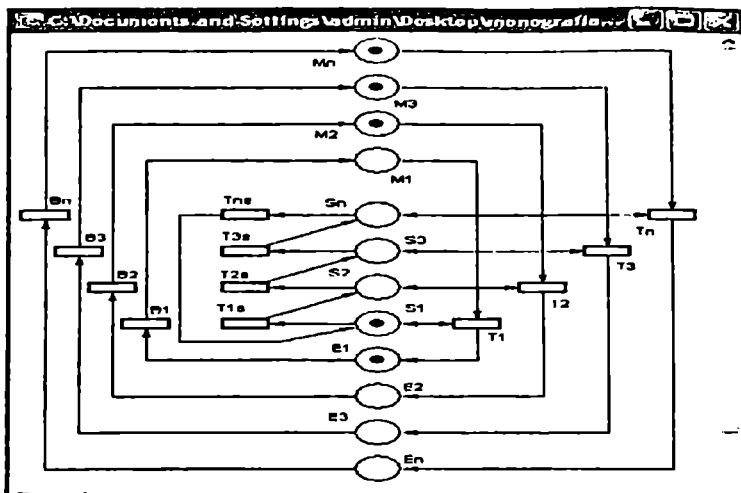 C:\Documents and Settings\admin\Desktop\
Mn
M3
M2
M1
Bn
Tns
Sn
Tn
B3
T3s
S3
T3
B2
T2s
S2
T2
B1
T1s
S1
T1
E1
E2
E3
En